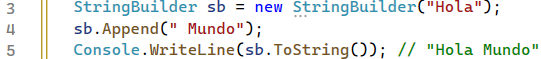 3 StringBuilder sb = new StringBuilder("Hola");
4 sb.Append(" Mundo");
5 Console.WriteLine(sb.ToString()); // "Hola Mundo"